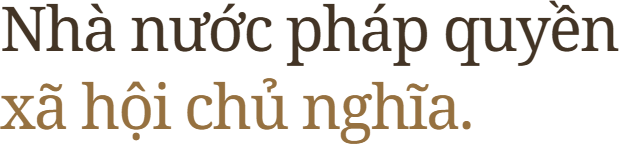 Nhà nước pháp quyền
xã hội chủ nghĩa.